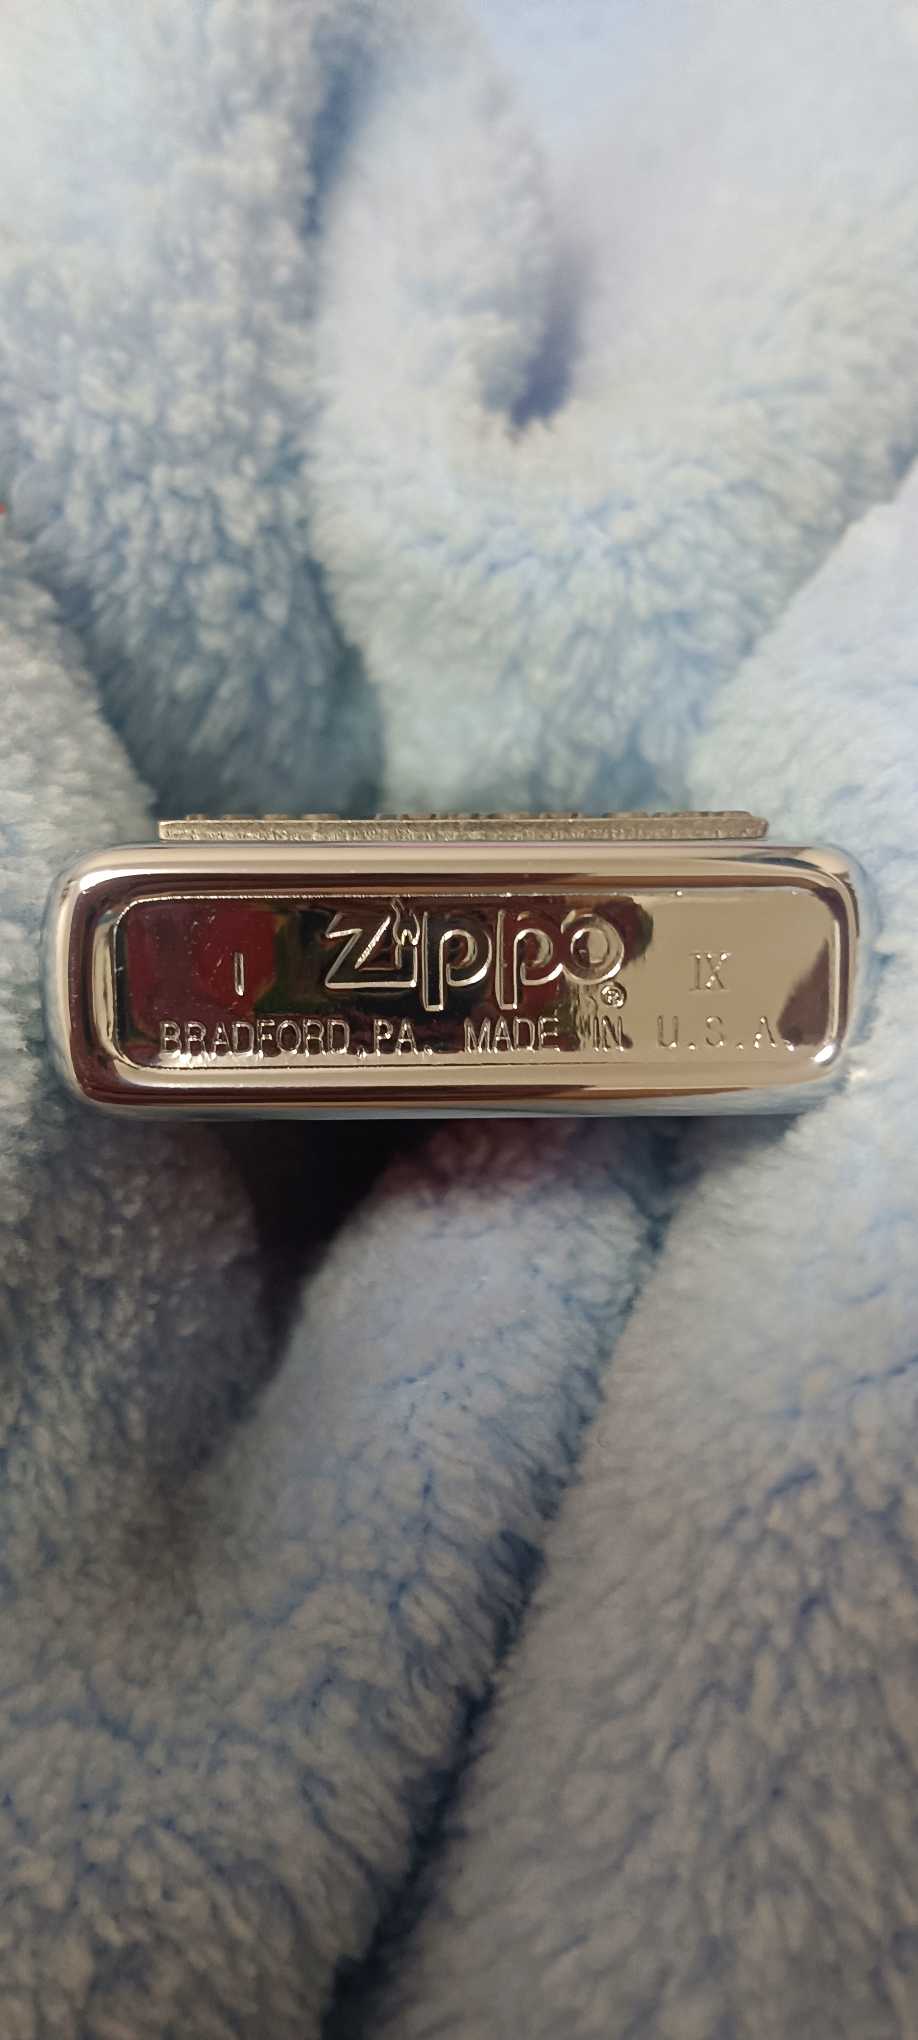 I Zippo® IX
BRADFORD, PA. MADE IN U.S.A.